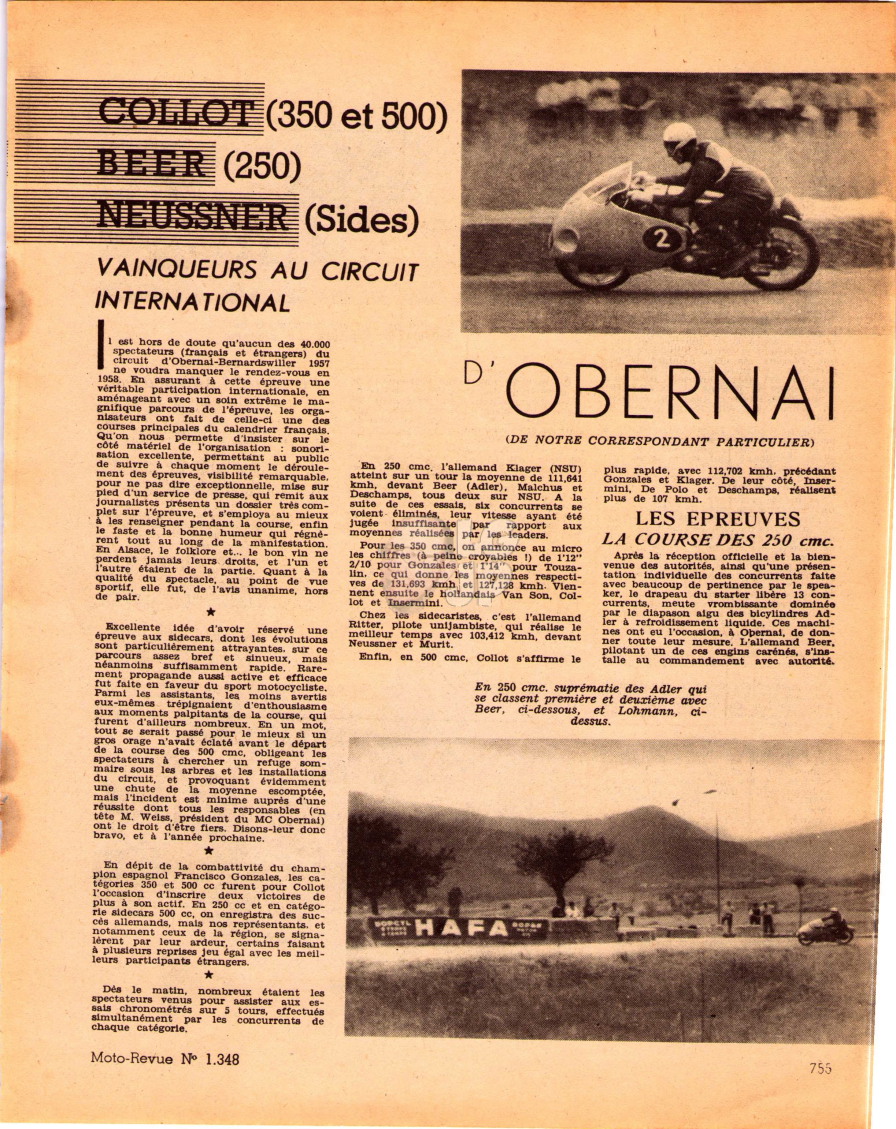 COLLOT (350 et 500)
BEER (250)
NEUSSNER (Sides)
VAINQUEURS AU CIRCUIT
INTERNATIONAL
2
D'OBERNAI
(DE NOTRE CORRESPONDANT PARTICULIER)
Il est hors de doute qu'aucun des 40.000
spectateurs (français et étrangers) du
circuit d'Obernai-Bernardswiller 1957
ne voudra manquer le rendez-vous en
1958. En assurant à cette épreuve une
véritable participation internationale, en
aménageant avec un soin extrême le ma-
gnifique parcours de l'épreuve, les orga-
nisateurs ont fait de celle-ci une des
courses principales du calendrier français.
Qu'on nous permette d'insister sur le
côté matériel de l'organisation : sonori-
sation excellente, permettant au public
de suivre à chaque moment le déroule-
ment des épreuves, visibilité remarquable.
pour ne pas dire exceptionnelle, mise sur
pied d'un service de presse, qui remit aux
journalistes présents un dossier très com-
plet sur l'épreuve, et s'employa au mieux
à les renseigner pendant la course, enfin
le faste et la bonne humeur qui régnè-
rent tout au long de la manifestation.
En Alsace, le folklore et... le bon vin ne
perdent jamais leurs droits, et l'un et
l'autre étaient de la partie. Quant à la
qualité du spectacle, au point de vue
sportif, elle fut, de l'avis unanime, hors
de pair.
★
Excellente idée d'avoir réservé une
épreuve aux sidecars, dont les évolutions
sont particulièrement attrayantes. sur ce
parcours assez bref et sinueux, mais
néanmoins suffisamment rapide. Rare-
ment propagande aussi active et efficace
fut faite en faveur du sport motocycliste.
Parmi les assistants, les moins avertis
eux-mêmes trépignaient d'enthousiasme
aux moments palpitants de la course, qui
furent d'ailleurs nombreux. En un mot,
tout se serait passé pour le mieux si un
gros orage n'avait éclaté avant le départ
de la course des 500 cmc, obligeant les
spectateurs à chercher un refuge som-
maire sous les arbres et les installations
du circuit, et provoquant évidemment
une chute de la moyenne escomptée,
mais l'incident est minime auprès d'une
réussite dont tous les responsables (en
tête M. Weiss, président du MC Obernai)
ont le droit d'être fiers. Disons-leur donc
bravo, et à l'année prochaine.
★
En dépit de la combattivité du cham-
pion espagnol Francisco Gonzales, les ca-
tégories 350 et 500 cc furent pour Collot
l'occasion d'inscrire deux victoires de
plus à son actif. En 250 cc et en catégo-
rie sidecars 500 cc, on enregistra des suc-
cès allemands, mais nos représentants, et
notamment ceux de la région, se signa-
lèrent par leur ardeur, certains faisant
à plusieurs reprises jeu égal avec les meil-
leurs participants étrangers.
★
Dès le matin, nombreux étaient les
spectateurs venus pour assister aux es-
sais chronométrés sur 5 tours, effectués
simultanément par les concurrents de
chaque catégorie.
En 250 cmc, l'allemand Klager (NSU)
atteint sur un tour la moyenne de 111,641
kmh, devant Beer (Adler), Malchus et
Deschamps, tous deux sur NSU. A la
suite de ces essais, six concurrents se
voient éliminés, leur vitesse ayant été
jugée insuffisante par rapport aux
moyennes réalisées par les leaders.
Pour les 350 cmc, on annonce au micro
les chiffres (à peine croyables !) de 1'12"
2/10 pour Gonzales et 1'14" pour Touza-
lin, ce qui donne les moyennes respecti-
ves de 131,693 kmh et 127,128 kmh. Vien-
nent ensuite le hollandais Van Son, Col-
lot et Insermini.
Chez les sidecaristes, c'est l'allemand
Ritter, pilote unijambiste, qui réalise le
meilleur temps avec 103,412 kmh, devant
Neussner et Murit.
Enfin, en 500 cmc, Collot s'affirme le
plus rapide, avec 112,702 kmh, précédant
Gonzales et Klager. De leur côté, Inser-
mini, De Polo et Deschamps, réalisent
plus de 107 kmh.
LES EPREUVES
LA COURSE DES 250 cmc.
Après la réception officielle et la bien-
venue des autorités, ainsi qu'une présen-
tation individuelle des concurrents faite
avec beaucoup de pertinence par le spea-
ker, le drapeau du starter libère 13 con-
currents, meute vrombissante dominée
par le diapason aigu des bicylindres Ad-
ler à refroidissement liquide. Ces machi-
nes ont eu l'occasion, à Obernai, de don-
ner toute leur mesure. L'allemand Beer,
pilotant un de ces engins carénés, s'ins-
talle au commandement avec autorité.
En 250 cmc. suprématie des Adler qui
se classent première et deuxième avec
Beer, ci-dessous, et Lohmann, ci-
dessus.
HAFA
Moto-Revue Nº 1.348
755